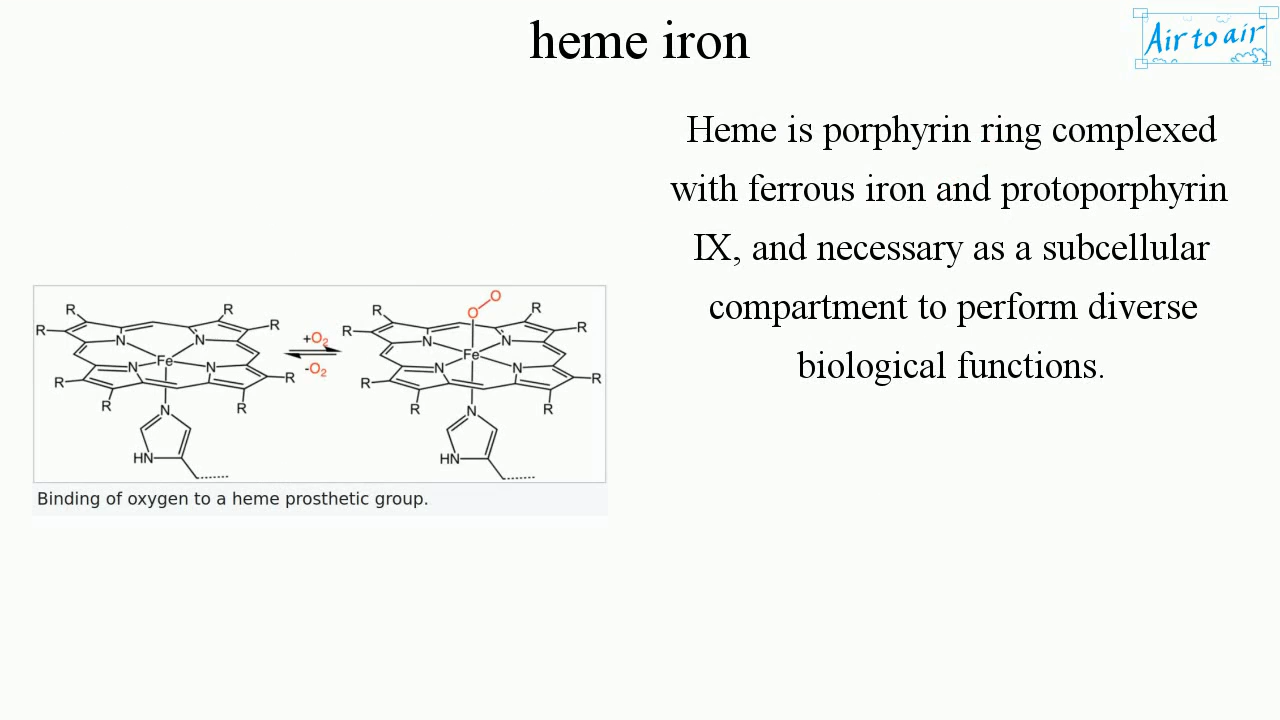 heme iron
Air to air
Heme is porphyrin ring complexed
with ferrous iron and protoporphyrin
IX, and necessary as a subcellular
compartment to perform diverse
biological functions.
R R R R N N N N Fe R R R R N HN
+O2
-O2
O O R R R R N N N N Fe R R R R N HN
Binding of oxygen to a heme prosthetic group.